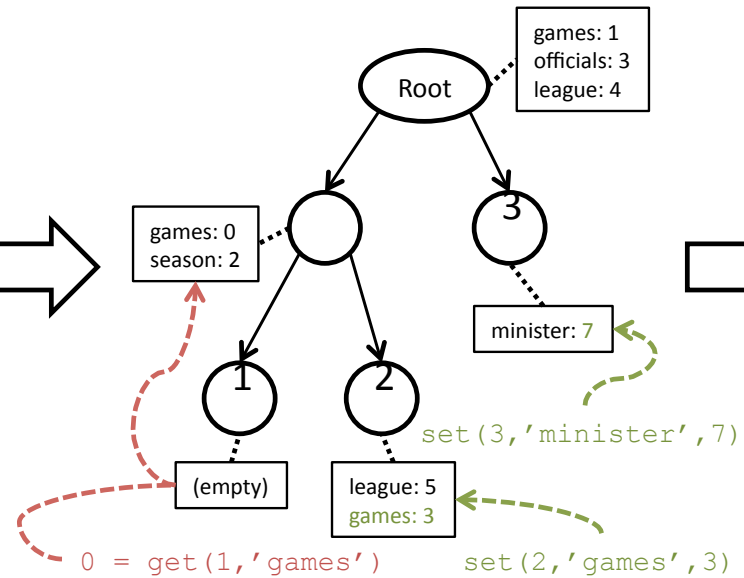 games: 1
officials: 3
league: 4
Root
3
games: 0
season: 2
minister: 7
1
2
set(3,'minister',7)
(empty)
league: 5
games: 3
0 = get(1,'games')
set(2,'games',3)